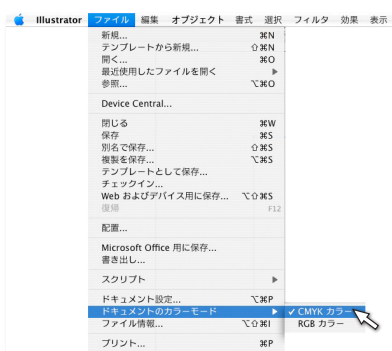 Illustrator ファイル 編集 オブジェクト 書式 選択 フィルタ 効果 表示
新規... ⌘N
テンプレートから新規... ⇧⌘N
開く... ⌘O
最近使用したファイルを開く ▶
参照... ⌥⌘O
Device Central...
閉じる ⌘W
保存 ⌘S
別名で保存... ⇧⌘S
複製を保存... ⌥⌘S
テンプレートとして保存...
チェックイン...
Web およびデバイス用に保存... ⌥⇧⌘S
復帰 F12
配置...
Microsoft Office 用に保存...
書き出し...
スクリプト ▶
ドキュメント設定... ⌥⌘P
ドキュメントのカラーモード ▶ ✓ CMYK カラー
ファイル情報... ⌥⇧⌘I RGB カラー
プリント... ⌘P